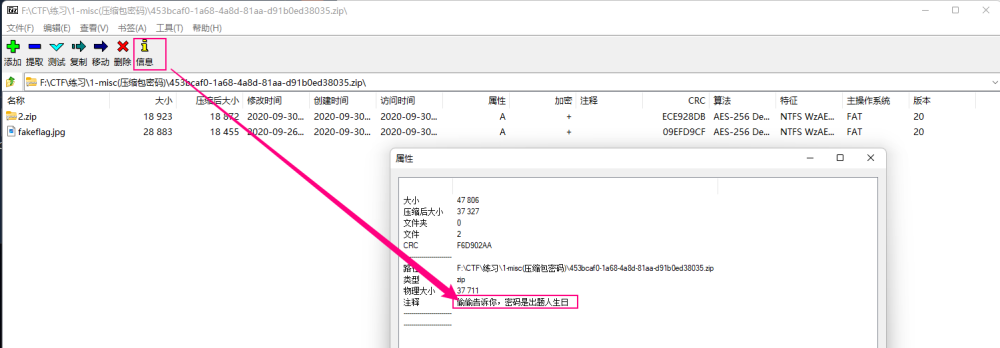 F:\CTF\练习\1-misc(压缩包密码)\453bcaf0-1a68-4a8d-81aa-d91b0ed38035.zip\
文件(F) 编辑(E) 查看(V) 书签(A) 工具(T) 帮助(H)
添加 提取 测试 复制 移动 删除 信息
F:\CTF\练习\1-misc(压缩包密码)\453bcaf0-1a68-4a8d-81aa-d91b0ed38035.zip\
名称 大小 压缩后大小 修改时间 创建时间 访问时间 属性 加密 注释 CRC 算法 特征 主操作系统 版本
2.zip 18 923 18 872 2020-09-30... 2020-09-30... 2020-09-30... A + ECE928DB AES-256 De... NTFS WzAE... FAT 20
fakeflag.jpg 28 883 18 455 2020-09-26... 2020-09-30... 2020-09-30... A + 09EFD9CF AES-256 De... NTFS WzAE... FAT 20
属性
大小 47 806
压缩后大小 37 327
文件夹 0
文件 2
CRC F6D902AA
路径 F:\CTF\练习\1-misc(压缩包密码)\453bcaf0-1a68-4a8d-81aa-d91b0ed38035.zip
类型 zip
物理大小 37 711
注释 偷偷告诉你，密码是出题人生日